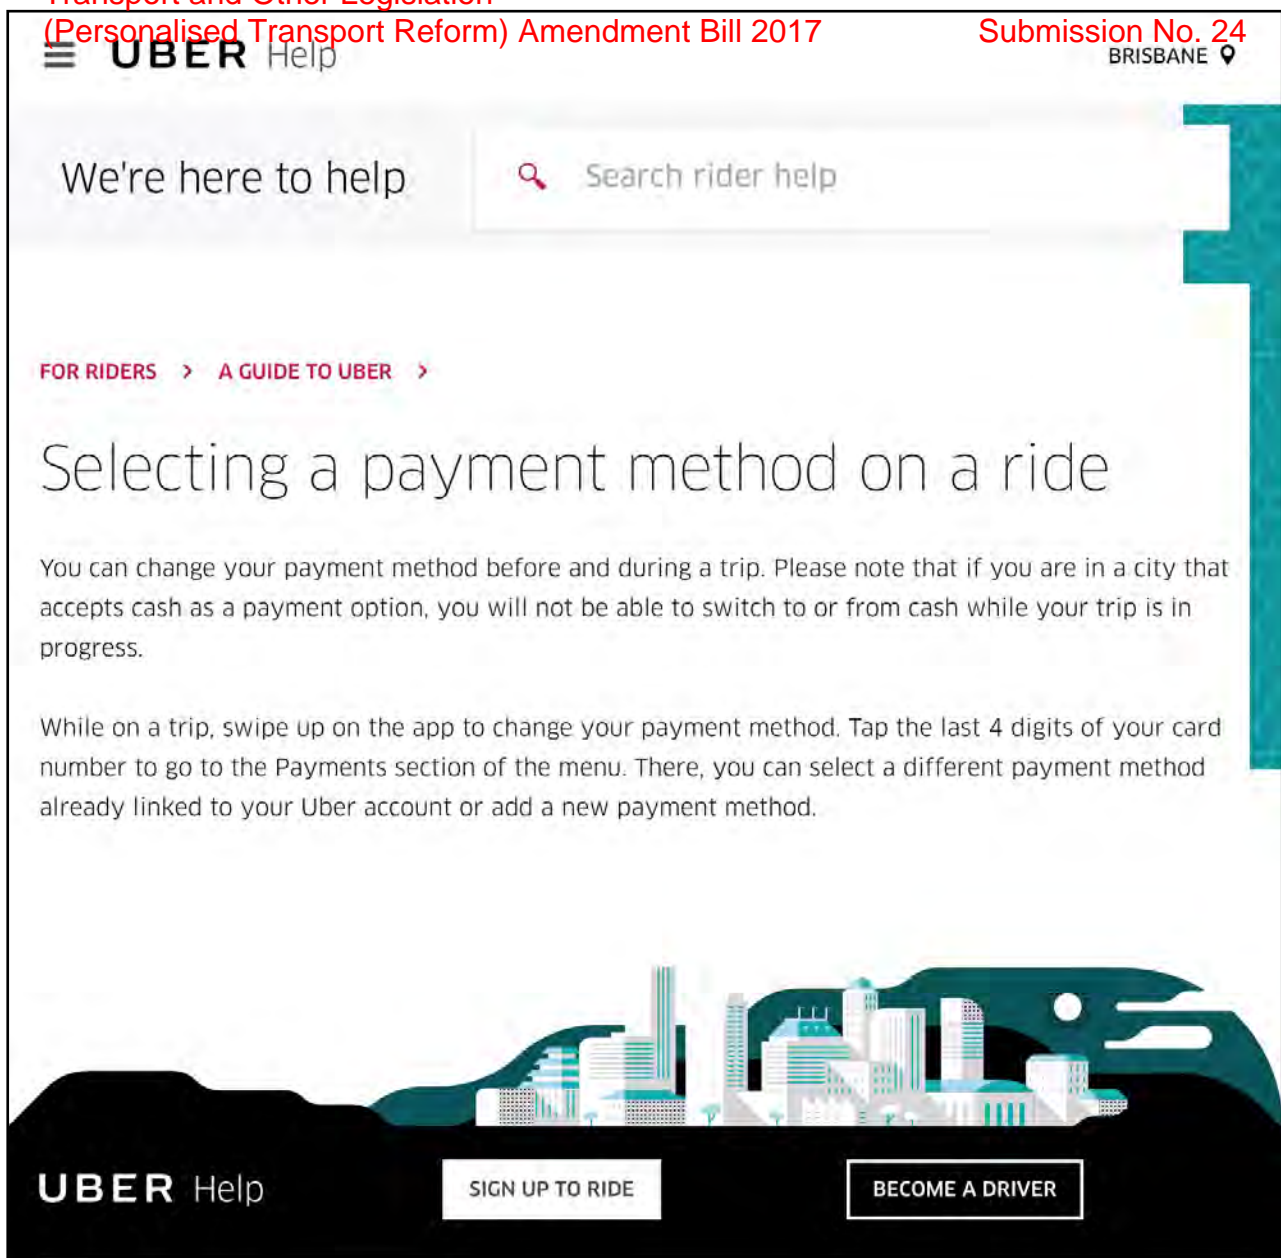 Transport and Other Legislation
(Personalised Transport Reform) Amendment Bill 2017 Submission No. 24
UBER Help BRISBANE
We're here to help Search rider help
FOR RIDERS > A GUIDE TO UBER >
Selecting a payment method on a ride
You can change your payment method before and during a trip. Please note that if you are in a city that
accepts cash as a payment option, you will not be able to switch to or from cash while your trip is in
progress.
While on a trip, swipe up on the app to change your payment method. Tap the last 4 digits of your card
number to go to the Payments section of the menu. There, you can select a different payment method
already linked to your Uber account or add a new payment method.
UBER Help SIGN UP TO RIDE BECOME A DRIVER